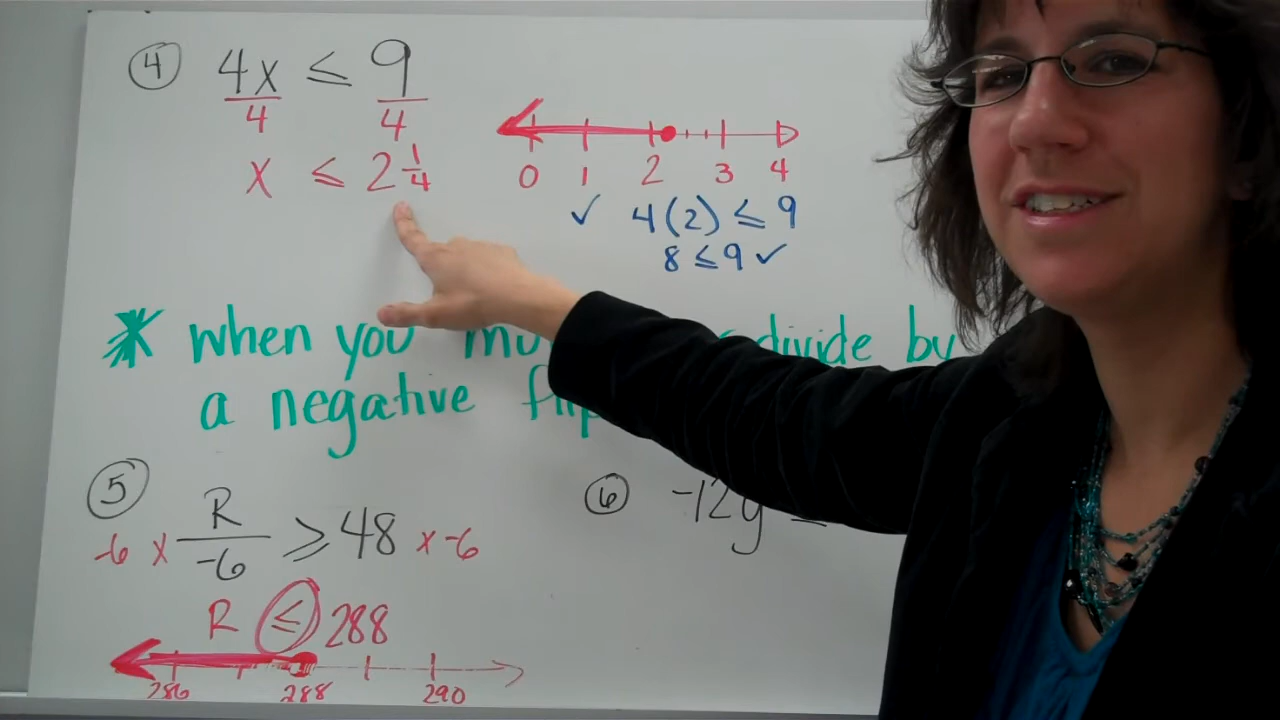 ④ 4x ≤ 9
4 4
x ≤ 2 1/4
0 1 2 3 4
✓ 4(2) ≤ 9
8 ≤ 9 ✓
* when you divide by
a negative
⑤ R/-6 ≥ 48
-6 x x -6
R ≤ 288
286 288 290
⑥ -12y